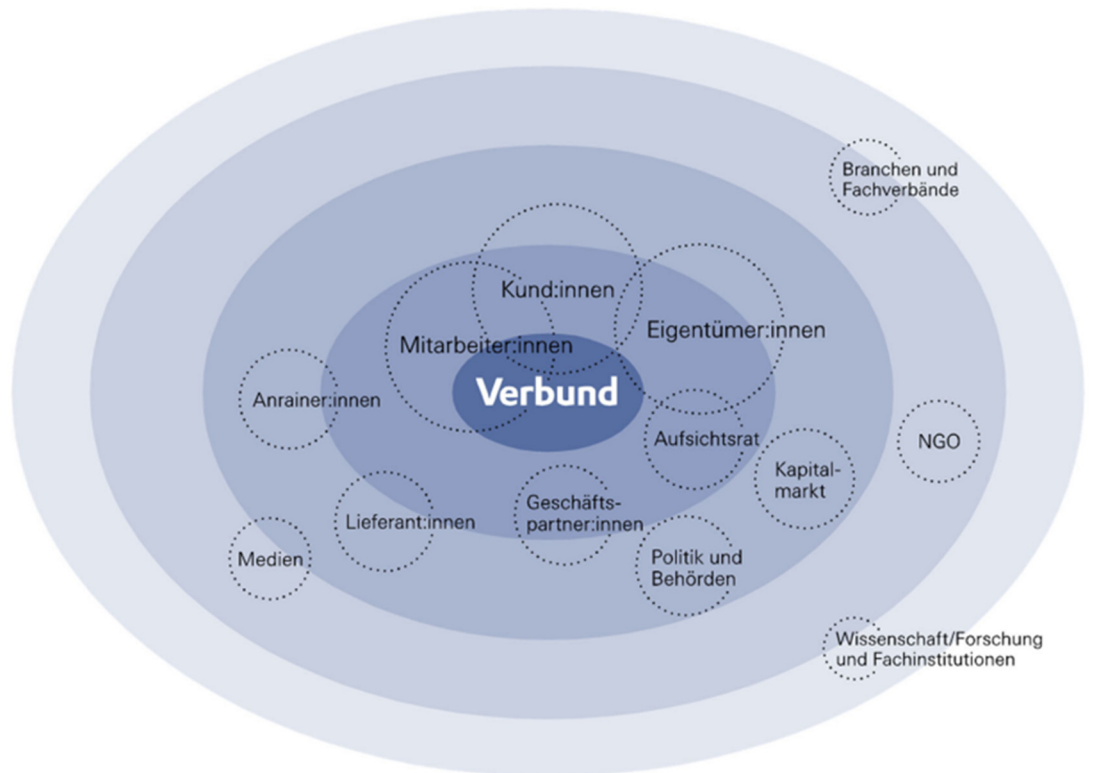 Branchen und
Fachverbände
Kund:innen
Eigentümer:innen
Mitarbeiter:innen
Verbund
Anrainer:innen
Aufsichtsrat
NGO
Kapital-
markt
Geschäfts-
partner:innen
Lieferant:innen
Medien
Politik und
Behörden
Wissenschaft/Forschung
und Fachinstitutionen